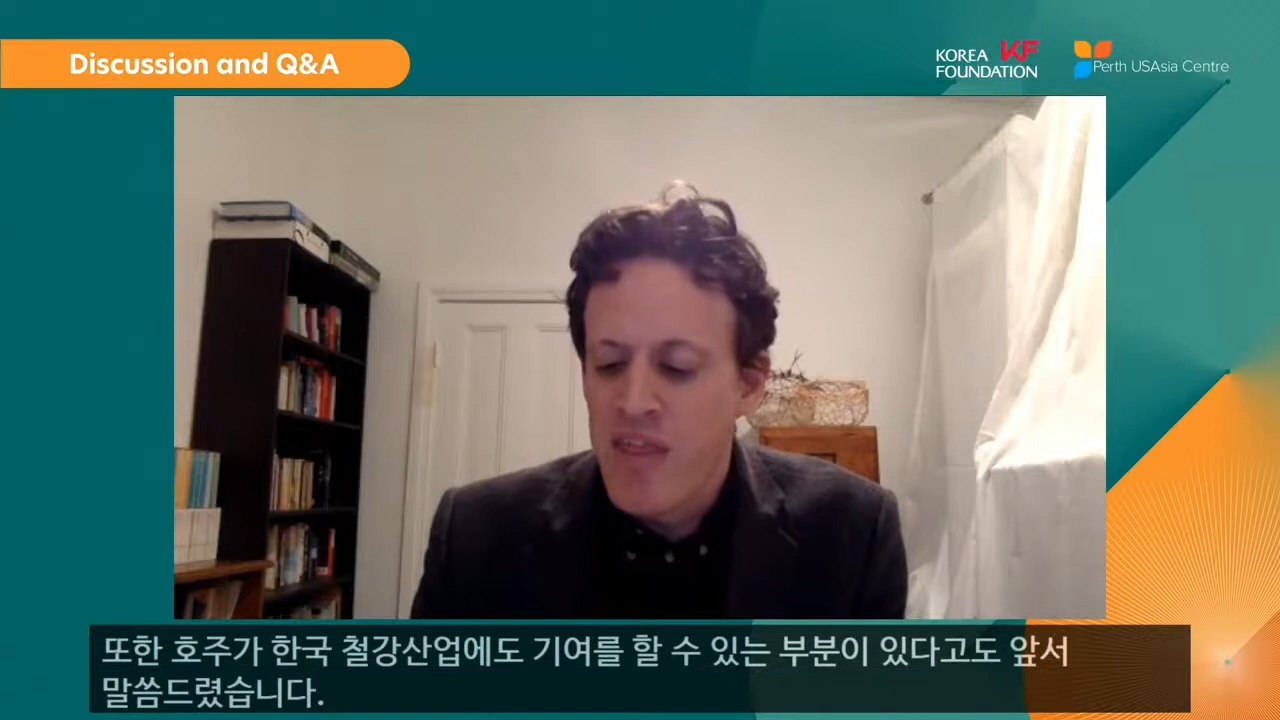 Discussion and Q&A
KOREA KF
FOUNDATION
Perth USAsia Centre
또한 호주가 한국 철강산업에도 기여를 할 수 있는 부분이 있다고도 앞서
말씀드렸습니다.